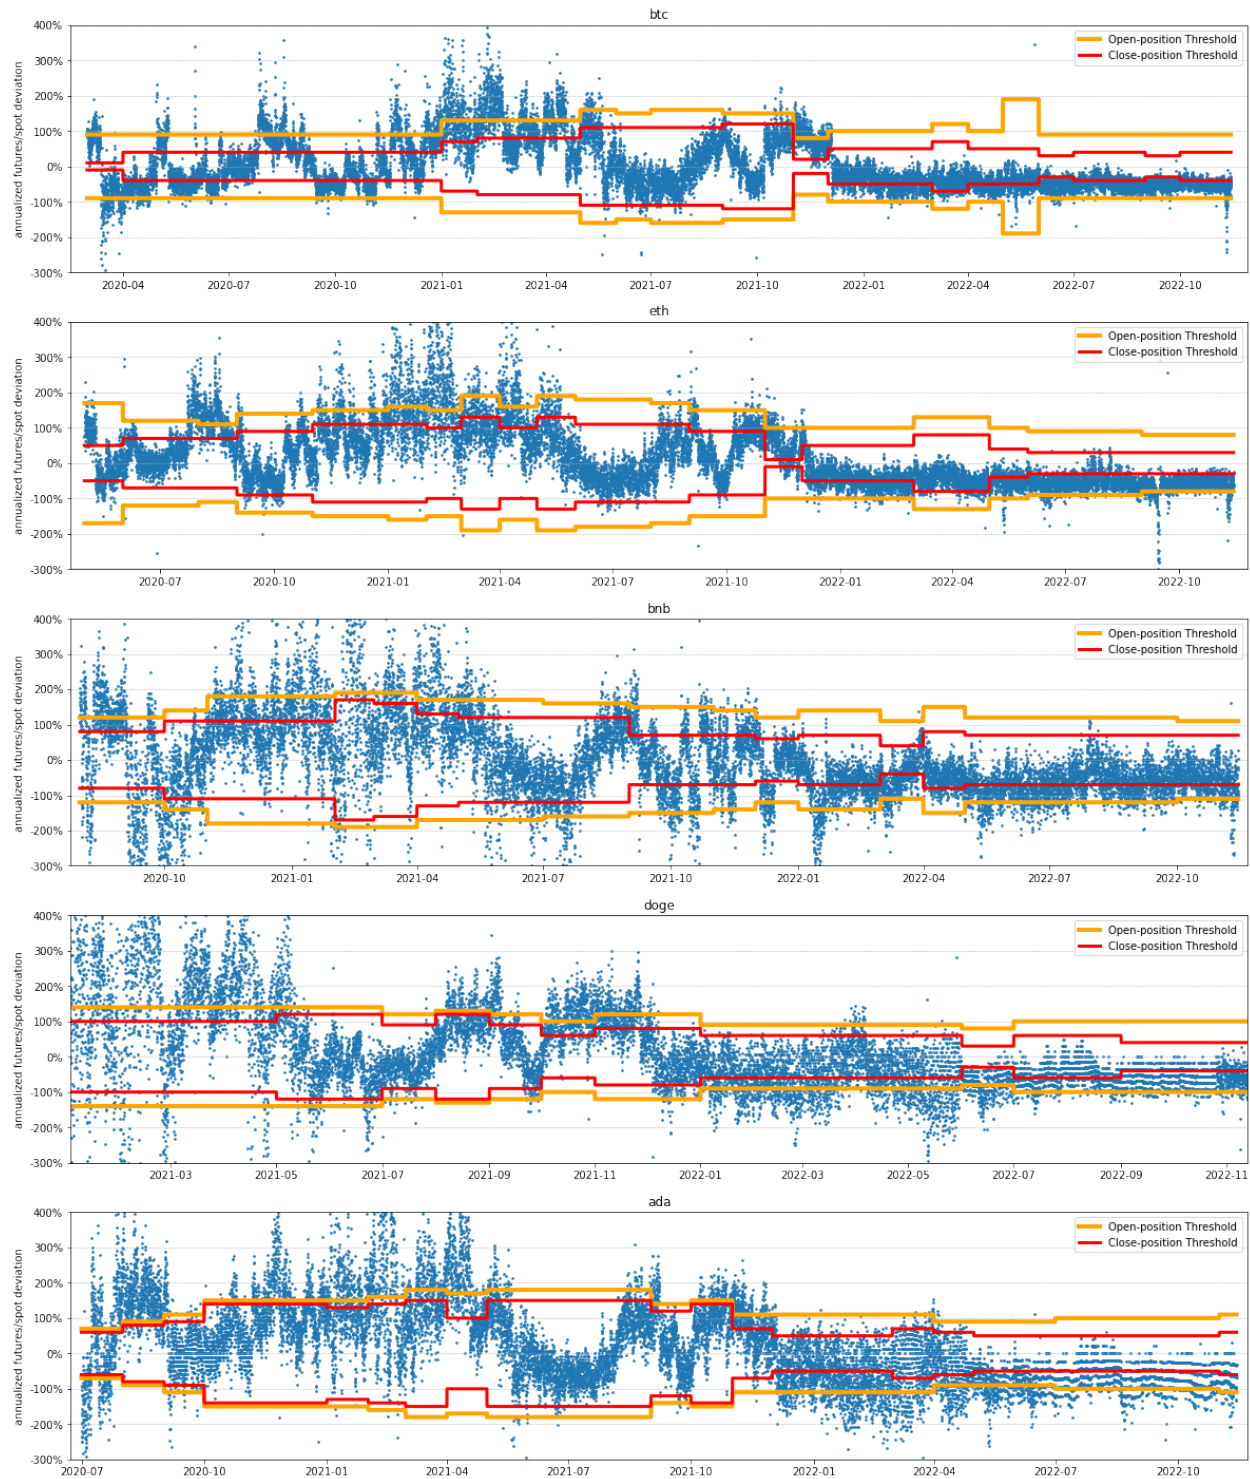 btc
annualized futures/spot deviation
400%
300%
200%
100%
0%
-100%
-200%
-300%
Open-position Threshold
Close-position Threshold
2020-04 2020-07 2020-10 2021-01 2021-04 2021-07 2021-10 2022-01 2022-04 2022-07 2022-10
eth
annualized futures/spot deviation
400%
300%
200%
100%
0%
-100%
-200%
-300%
Open-position Threshold
Close-position Threshold
2020-07 2020-10 2021-01 2021-04 2021-07 2021-10 2022-01 2022-04 2022-07 2022-10
bnb
annualized futures/spot deviation
400%
300%
200%
100%
0%
-100%
-200%
-300%
Open-position Threshold
Close-position Threshold
2020-10 2021-01 2021-04 2021-07 2021-10 2022-01 2022-04 2022-07 2022-10
doge
annualized futures/spot deviation
400%
300%
200%
100%
0%
-100%
-200%
-300%
Open-position Threshold
Close-position Threshold
2021-03 2021-05 2021-07 2021-09 2021-11 2022-01 2022-03 2022-05 2022-07 2022-09 2022-11
ada
annualized futures/spot deviation
400%
300%
200%
100%
0%
-100%
-200%
-300%
Open-position Threshold
Close-position Threshold
2020-07 2020-10 2021-01 2021-04 2021-07 2021-10 2022-01 2022-04 2022-07 2022-10